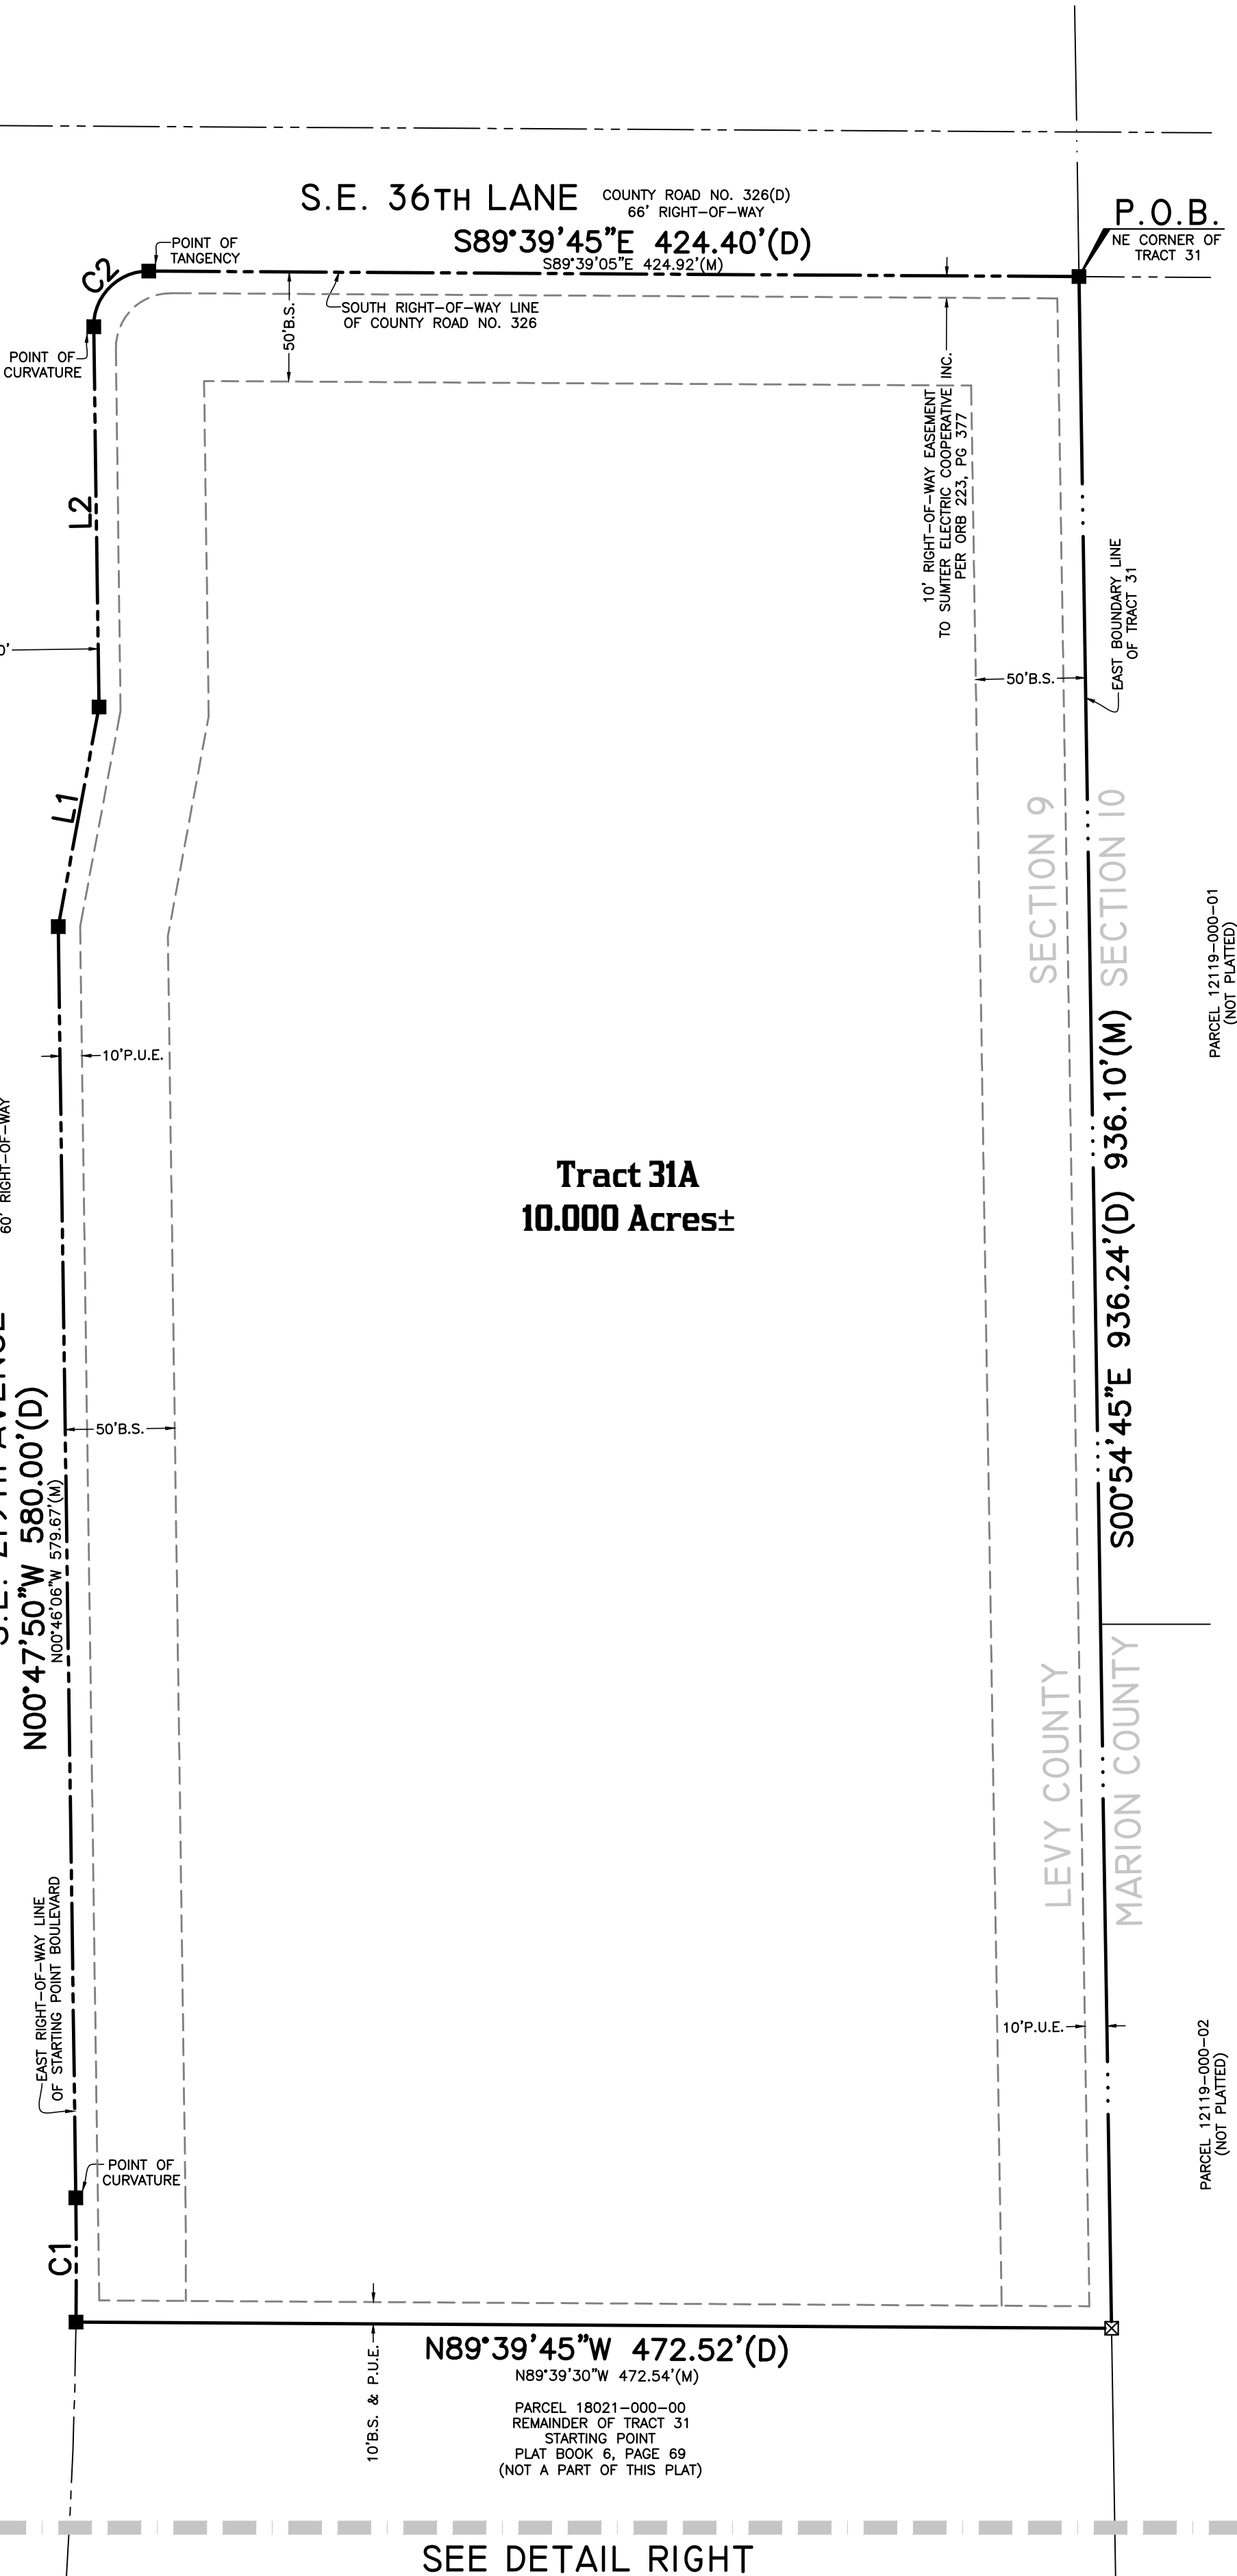 S.E. 36TH LANE
COUNTY ROAD NO. 326(D)
66' RIGHT-OF-WAY
P.O.B.
NE CORNER OF
TRACT 31
S89°39'45"E 424.40'(D)
S89°39'05"E 424.92'(M)
POINT OF
TANGENCY
C2
50'B.S.
SOUTH RIGHT-OF-WAY LINE
OF COUNTY ROAD NO. 326
POINT OF
CURVATURE
10' RIGHT-OF-WAY EASEMENT
TO SUMTER ELECTRIC COOPERATIVE INC.
PER ORB 223, PG 377
L2
EAST BOUNDARY LINE
OF TRACT 31
0'
50'B.S.
L1
SECTION 9
SECTION 10
PARCEL 12119-000-01
(NOT PLATTED)
10'P.U.E.
60' RIGHT-OF-WAY
Tract 31A
10.000 Acres±
S00°54'45"E 936.24'(D) 936.10'(M)
50'B.S.
N00°47'50"W 580.00'(D)
N00°46'06"W 579.67'(M)
LEVY COUNTY
MARION COUNTY
EAST RIGHT-OF-WAY LINE
OF STARTING POINT BOULEVARD
10'P.U.E.
PARCEL 12119-000-02
(NOT PLATTED)
POINT OF
CURVATURE
C1
10'B.S. & P.U.E.
N89°39'45"W 472.52'(D)
N89°39'30"W 472.54'(M)
PARCEL 18021-000-00
REMAINDER OF TRACT 31
STARTING POINT
PLAT BOOK 6, PAGE 69
(NOT A PART OF THIS PLAT)
SEE DETAIL RIGHT